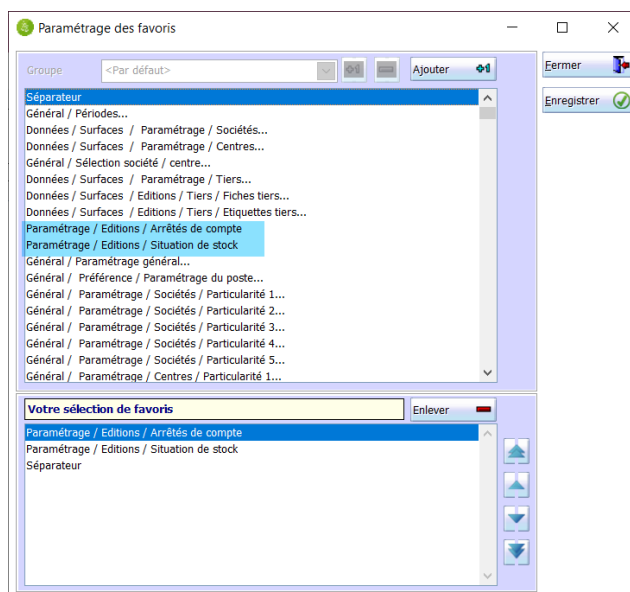 Paramétrage des favoris
Groupe <Par défaut> Ajouter
Fermer
Enregistrer
Séparateur
Général / Périodes...
Données / Surfaces / Paramétrage / Sociétés...
Données / Surfaces / Paramétrage / Centres...
Général / Sélection société / centre...
Données / Surfaces / Paramétrage / Tiers...
Données / Surfaces / Editions / Tiers / Fiches tiers...
Données / Surfaces / Editions / Tiers / Etiquettes tiers...
Paramétrage / Editions / Arrêtés de compte
Paramétrage / Editions / Situation de stock
Général / Paramétrage général...
Général / Préférence / Paramétrage du poste...
Général / Paramétrage / Sociétés / Particularité 1...
Général / Paramétrage / Sociétés / Particularité 2...
Général / Paramétrage / Sociétés / Particularité 3...
Général / Paramétrage / Sociétés / Particularité 4...
Général / Paramétrage / Sociétés / Particularité 5...
Général / Paramétrage / Centres / Particularité 1...
Votre sélection de favoris Enlever
Paramétrage / Editions / Arrêtés de compte
Paramétrage / Editions / Situation de stock
Séparateur